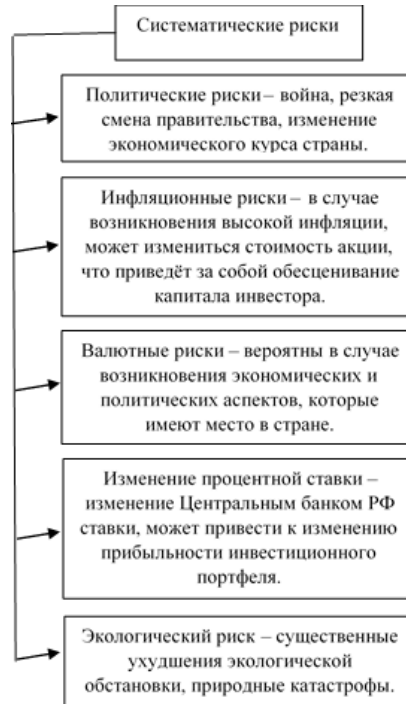 Систематические риски
Политические риски – война, резкая
смена правительства, изменение
экономического курса страны.
Инфляционные риски – в случае
возникновения высокой инфляции,
может измениться стоимость акции,
что приведёт за собой обесценивание
капитала инвестора.
Валютные риски – вероятны в случае
возникновения экономических и
политических аспектов, которые
имеют место в стране.
Изменение процентной ставки –
изменение Центральным банком РФ
ставки, может привести к изменению
прибыльности инвестиционного
портфеля.
Экологический риск – существенные
ухудшения экологической
обстановки, природные катастрофы.